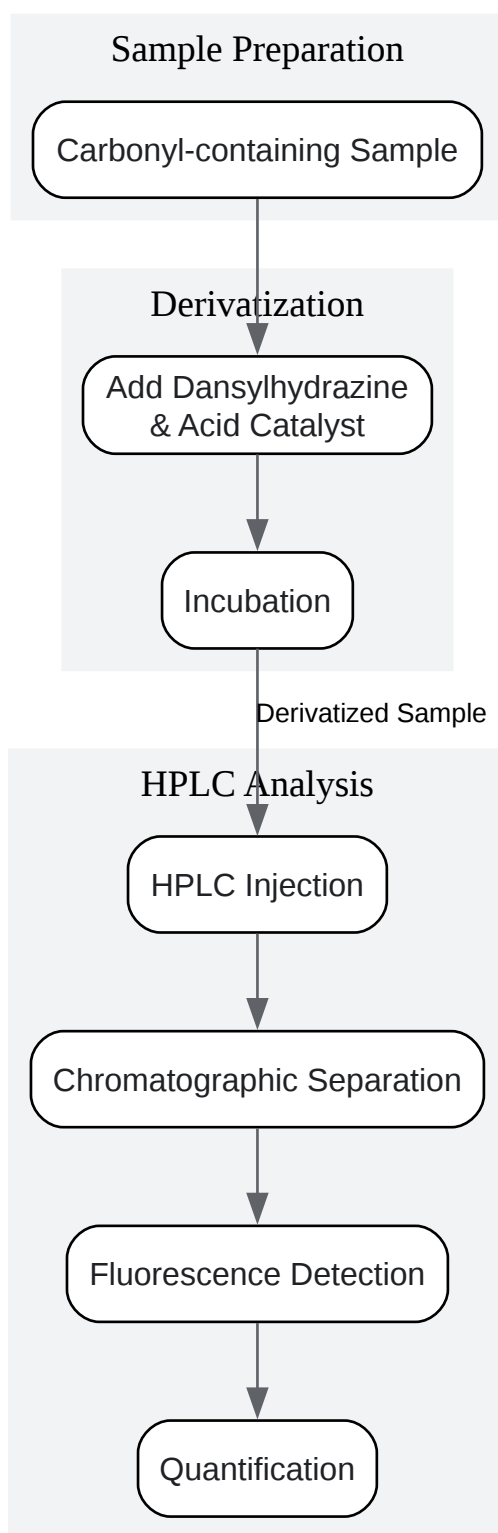 Sample Preparation
Carbonyl-containing Sample
Derivatization
Add Dansylhydrazine
& Acid Catalyst
Incubation
Derivatized Sample
HPLC Analysis
HPLC Injection
Chromatographic Separation
Fluorescence Detection
Quantification